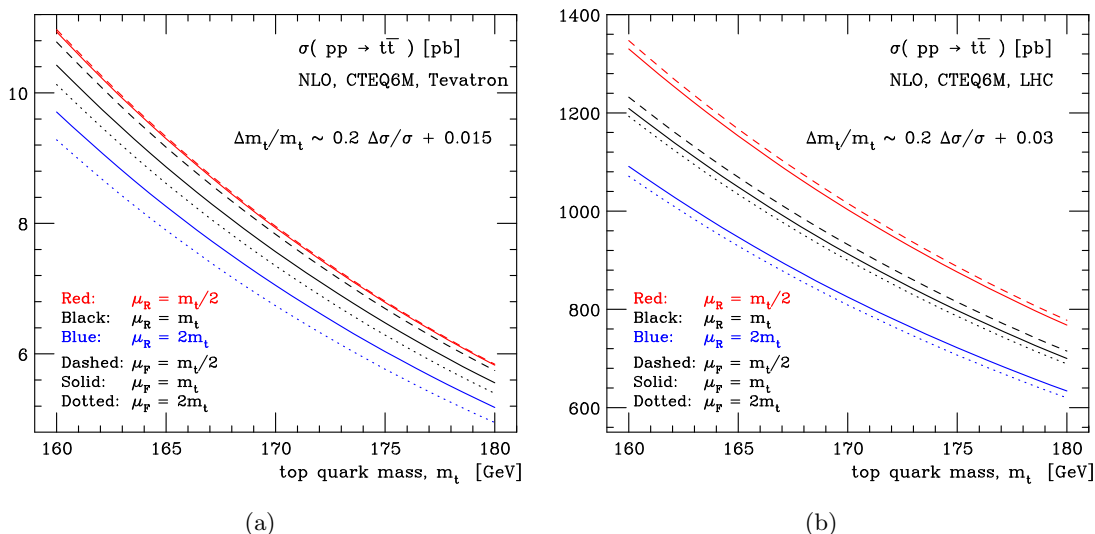 σ( pp → tt̅ ) [pb]
NLO, CTEQ6M, Tevatron
Δm_t/m_t ~ 0.2 Δσ/σ + 0.015
10
8
6
Red: μ_R = m_t/2
Black: μ_R = m_t
Blue: μ_R = 2m_t
Dashed: μ_F = m_t/2
Solid: μ_F = m_t
Dotted: μ_F = 2m_t
160 165 170 175 180
top quark mass, m_t [GeV]
(a)
σ( pp → tt̅ ) [pb]
NLO, CTEQ6M, LHC
Δm_t/m_t ~ 0.2 Δσ/σ + 0.03
1400
1200
1000
800
600
Red: μ_R = m_t/2
Black: μ_R = m_t
Blue: μ_R = 2m_t
Dashed: μ_F = m_t/2
Solid: μ_F = m_t
Dotted: μ_F = 2m_t
160 165 170 175 180
top quark mass, m_t [GeV]
(b)